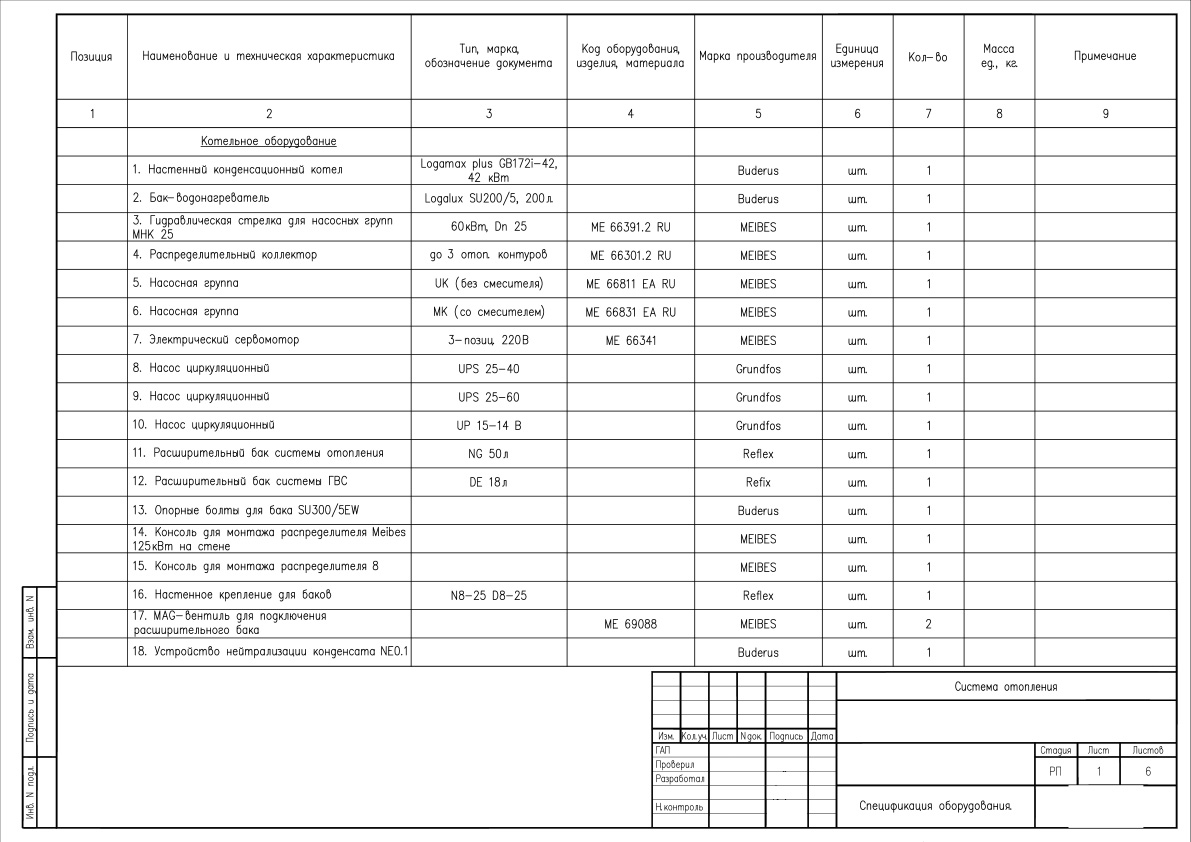 Позиция
Наименование и техническая характеристика
Тип, марка,
обозначение документа
Код оборудования,
изделия, материала
Марка производителя
Единица
измерения
Кол-во
Масса
ед., кг.
Примечание
1 2 3 4 5 6 7 8 9
Котельное оборудование
1. Настенный конденсационный котел
Logamax plus GB172i-42,
42 кВт
Buderus шт. 1
2. Бак-водонагреватель Logalux SU200/5, 200л. Buderus шт. 1
3. Гидравлическая стрелка для насосных групп
МНК 25
60кВт, Dn 25 ME 66391.2 RU MEIBES шт. 1
4. Распределительный коллектор до 3 отоп. контуров ME 66301.2 RU MEIBES шт. 1
5. Насосная группа UK (без смесителя) ME 66811 EA RU MEIBES шт. 1
6. Насосная группа MK (со смесителем) ME 66831 EA RU MEIBES шт. 1
7. Электрический сервомотор 3-позиц. 220В ME 66341 MEIBES шт. 1
8. Насос циркуляционный UPS 25-40 Grundfos шт. 1
9. Насос циркуляционный UPS 25-60 Grundfos шт. 1
10. Насос циркуляционный UP 15-14 B Grundfos шт. 1
11. Расширительный бак системы отопления NG 50л Reflex шт. 1
12. Расширительный бак системы ГВС DE 18л Refix шт. 1
13. Опорные болты для бака SU300/5EW Buderus шт. 1
14. Консоль для монтажа распределителя Meibes
125кВт на стене
MEIBES шт. 1
15. Консоль для монтажа распределителя 8 MEIBES шт. 1
16. Настенное крепление для баков N8-25 D8-25 Reflex шт. 1
17. MAG-вентиль для подключения
расширительного бака
ME 69088 MEIBES шт. 2
18. Устройство нейтрализации конденсата NE0.1 Buderus шт. 1
Взам. инв. N
Подпись и дата
Инв. N подл.
Система отопления
Изм. Кол.уч. Лист Nдок. Подпись Дата
ГАП
Проверил
Разработал
Н.контроль
Стадия Лист Листов
РП 1 6
Спецификация оборудования.